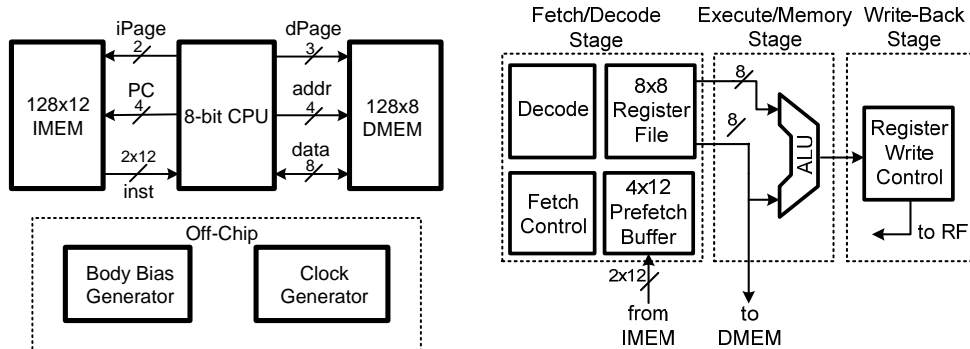 iPage
2
PC
4
2x12
inst
128x12
IMEM
8-bit CPU
dPage
3
addr
4
data
8
128x8
DMEM
Off-Chip
Body Bias
Generator
Clock
Generator
Fetch/Decode
Stage
Execute/Memory
Stage
Write-Back
Stage
Decode
8x8
Register
File
8
8
ALU
Register
Write
Control
Fetch
Control
4x12
Prefetch
Buffer
to RF
2x12
from
IMEM
to
DMEM